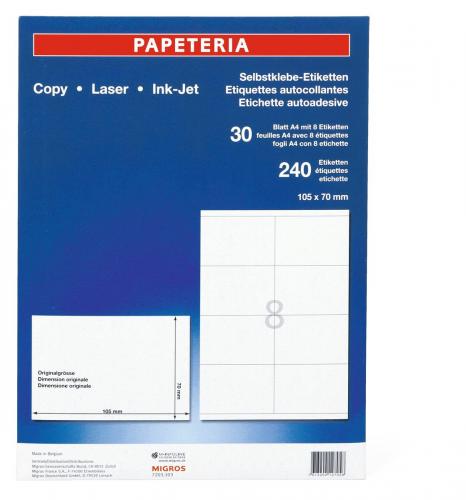 PAPETERIA
Copy • Laser • Ink-Jet
Selbstklebe-Etiketten
Etiquettes autocollantes
Etichette autoadesive
30
Blatt A4 mit 8 Etiketten
feuilles A4 avec 8 étiquettes
fogli A4 con 8 etichette
240
Etiketten
étiquettes
etichette
105 x 70 mm
8
Originalgrösse
Dimension originale
Dimensione originale
70 mm
105 mm
Made in Belgium
MIGROS